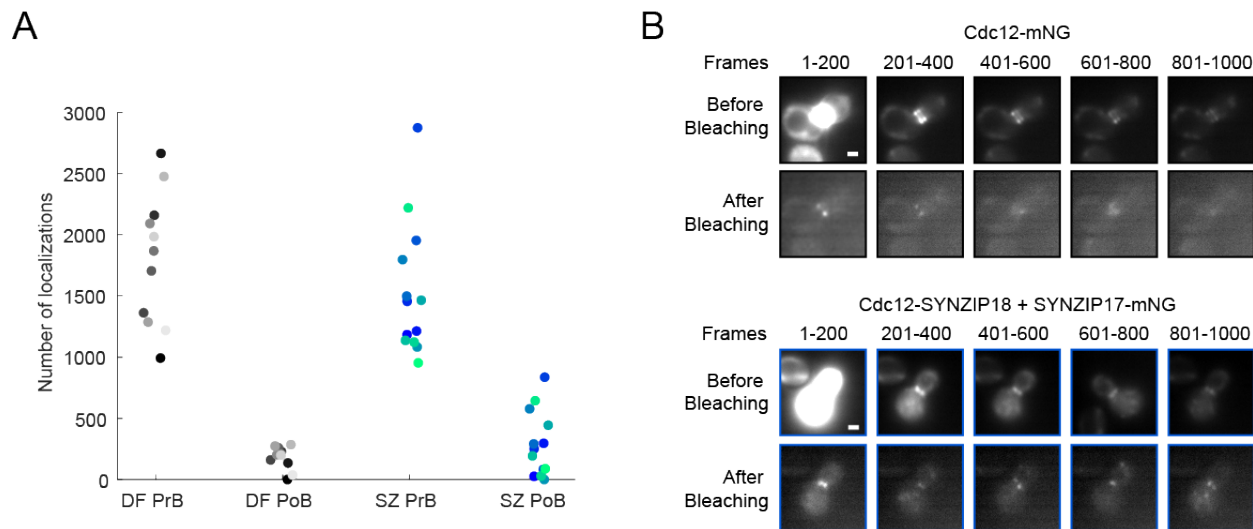 A
Number of localizations
3000
2500
2000
1500
1000
500
0
DF PrB
DF PoB
SZ PrB
SZ PoB
B
Cdc12-mNG
Frames 1-200 201-400 401-600 601-800 801-1000
Before
Bleaching
After
Bleaching
Cdc12-SYNZIP18 + SYNZIP17-mNG
Frames 1-200 201-400 401-600 601-800 801-1000
Before
Bleaching
After
Bleaching